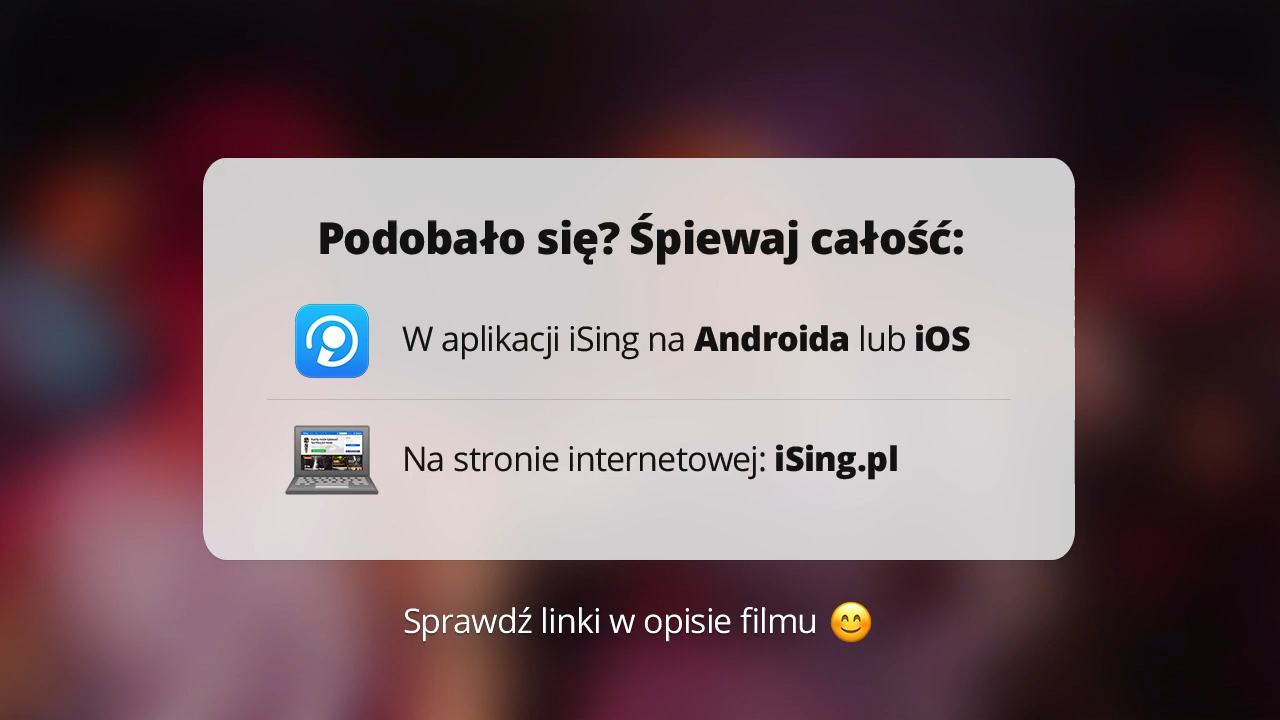 Podobało się? Śpiewaj całość:
W aplikacji iSing na Androida lub iOS
Na stronie internetowej: iSing.pl
Sprawdź linki w opisie filmu 😊